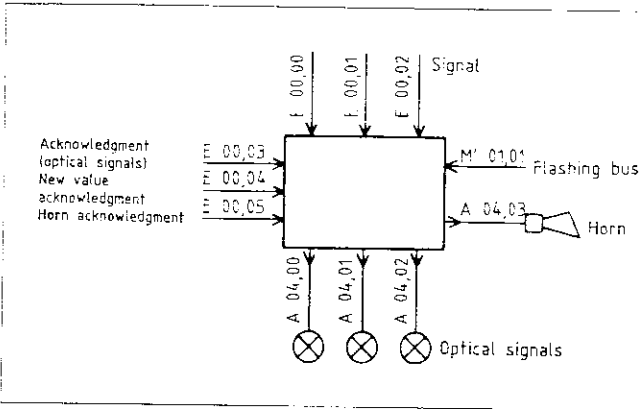 E 00,00
E 00,01
E 00,02
Signal
Acknowledgment
(optical signals)
New value
acknowledgment
Horn acknowledgment
E 00,03
E 00,04
E 00,05
M' 01,01
Flashing bus
A 04,03
Horn
A 04,00
A 04,01
A 04,02
Optical signals